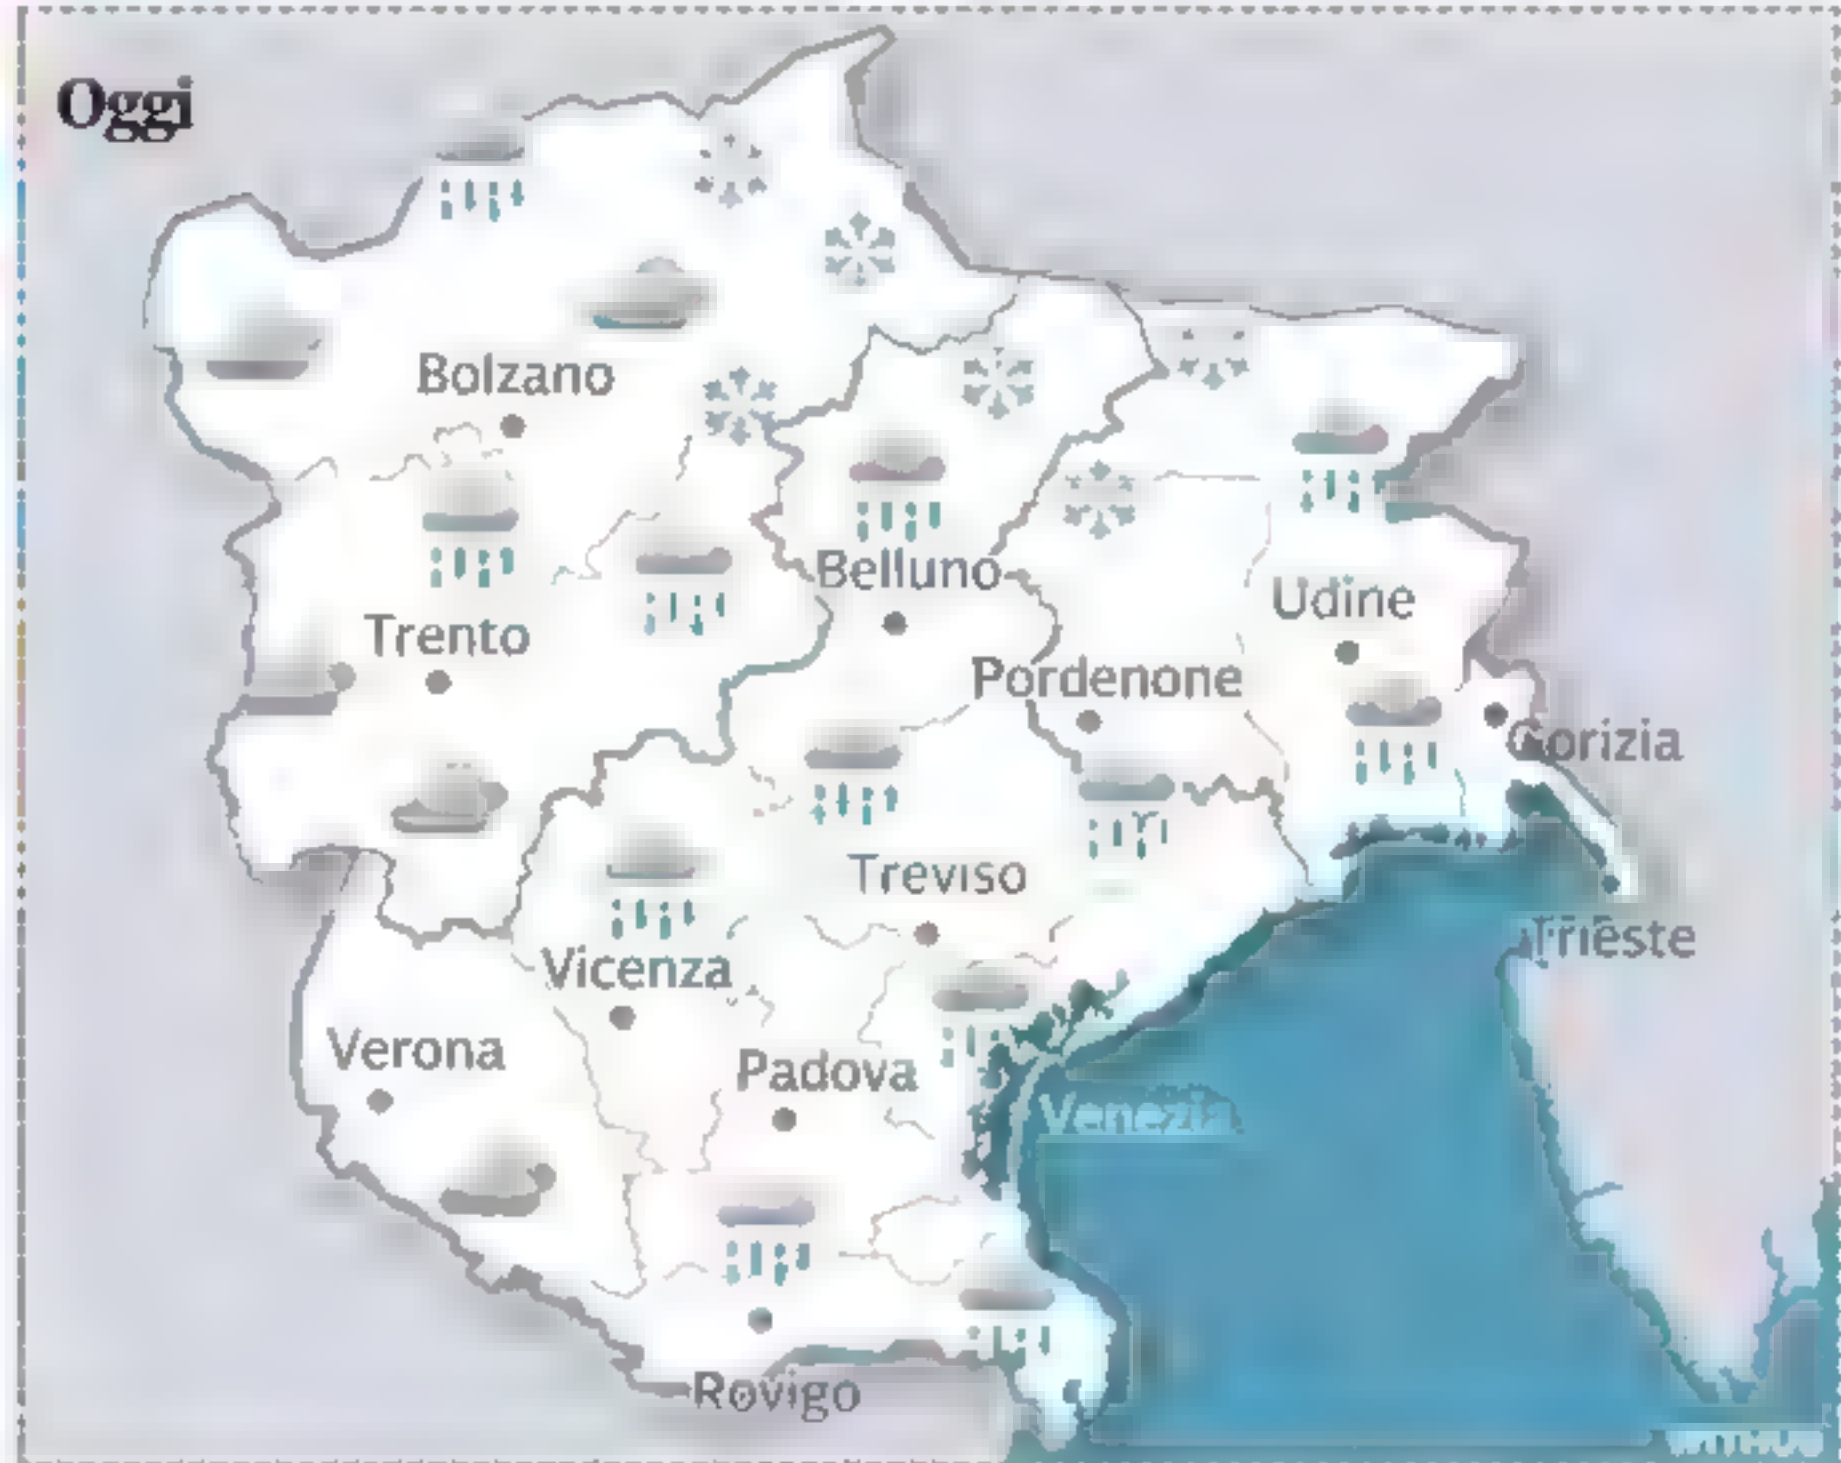 Oggi
Bolzano
Belluno
Udine
Trento
Pordenone
Gorizia
Treviso
Trieste
Vicenza
Verona
Padova
Venezia
Rovigo